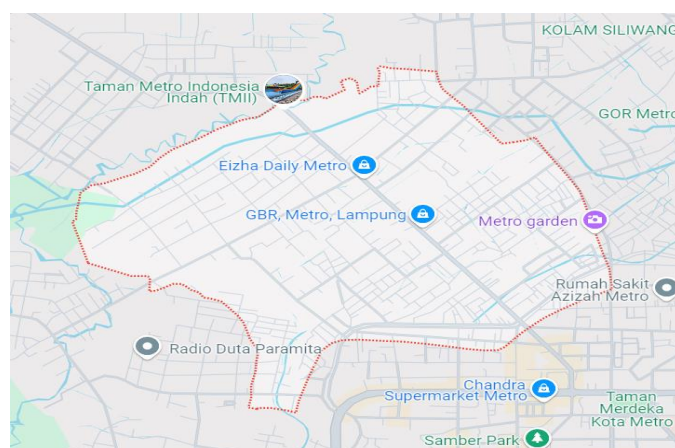 KOLAM SILIWANG
Taman Metro Indonesia
Indah (TMII)
GOR Metro
Eizha Daily Metro
GBR, Metro, Lampung
Metro garden
Rumah Sakit
Azizah Metro
Radio Duta Paramita
Chandra
Supermarket Metro
Taman
Merdeka
Kota Metro
Samber Park